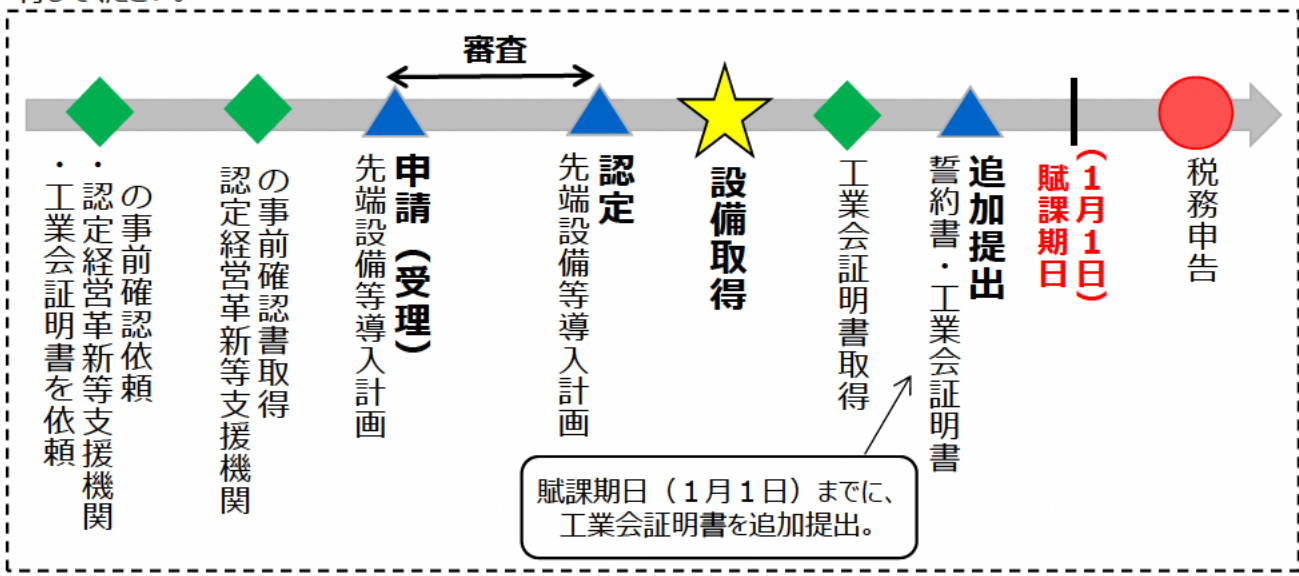 審査
・認定経営革新等支援機関
の事前確認依頼
・工業会証明書を依頼
認定経営革新等支援機関
の事前確認書取得
先端設備等導入計画
申請（受理）
先端設備等導入計画
認定
設備取得
工業会証明書取得
誓約書・工業会証明書
追加提出
賦課期日
（１月１日）
税務申告
賦課期日（１月１日）までに、
工業会証明書を追加提出。